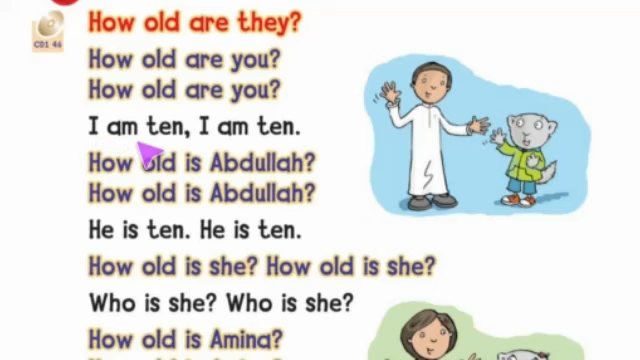 How old are they?
CD1 46
How old are you?
How old are you?
I am ten, I am ten.
How old is Abdullah?
How old is Abdullah?
He is ten. He is ten.
How old is she? How old is she?
Who is she? Who is she?
How old is Amina?